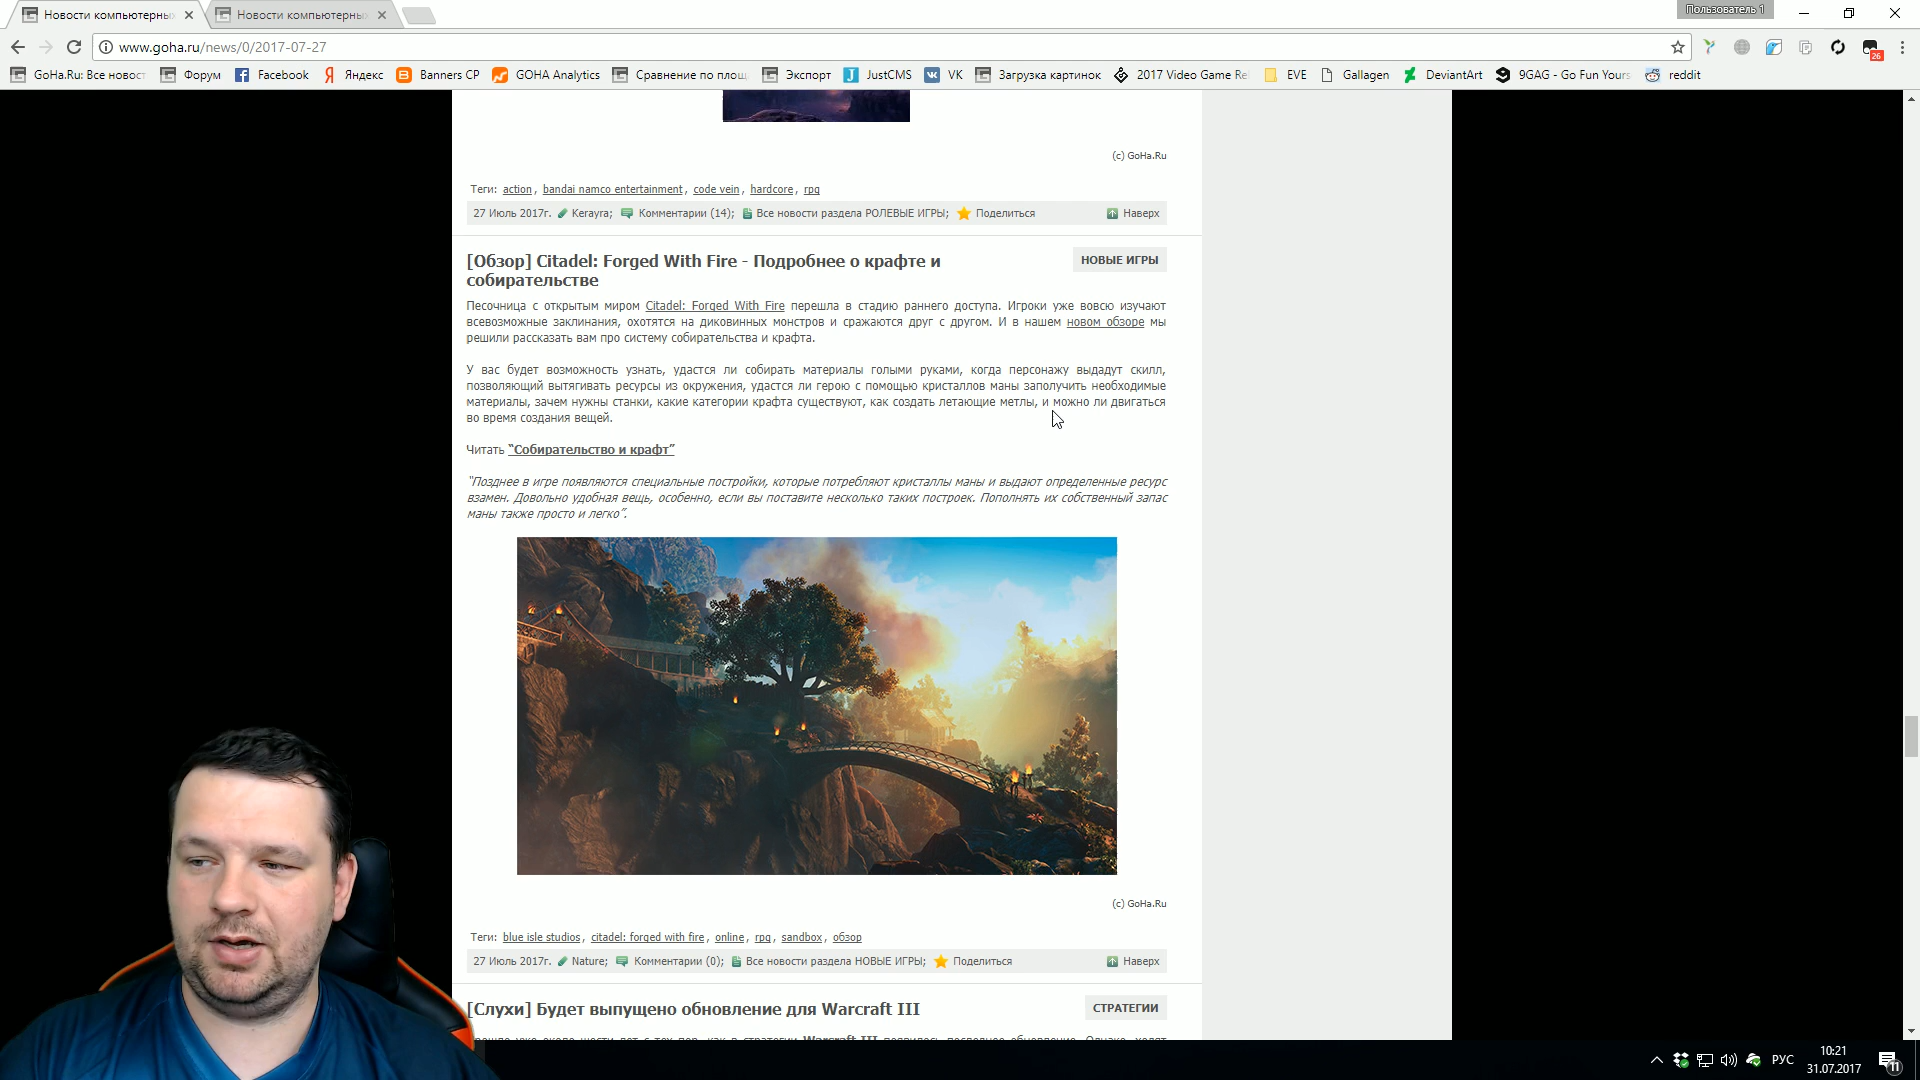 Новости компьютерны
Новости компьютерны
Пользователь 1
www.goha.ru/news/0/2017-07-27
26
GoHa.Ru: Все новост
Форум
Facebook
Яндекс
Banners CP
GOHA Analytics
Сравнение по площ
Экспорт
JustCMS
VK
Загрузка картинок
2017 Video Game Rel
EVE
Gallagen
DeviantArt
9GAG - Go Fun Yours
reddit
(c) GoHa.Ru
Теги: action, bandai namco entertainment, code vein, hardcore, rpg
27 Июль 2017г. Kerayra; Комментарии (14); Все новости раздела РОЛЕВЫЕ ИГРЫ; Поделиться Наверх
[Обзор] Citadel: Forged With Fire - Подробнее о крафте и
собирательстве
НОВЫЕ ИГРЫ
Песочница с открытым миром Citadel: Forged With Fire перешла в стадию раннего доступа. Игроки уже вовсю изучают
всевозможные заклинания, охотятся на диковинных монстров и сражаются друг с другом. И в нашем новом обзоре мы
решили рассказать вам про систему собирательства и крафта.
У вас будет возможность узнать, удастся ли собирать материалы голыми руками, когда персонажу выдадут скилл,
позволяющий вытягивать ресурсы из окружения, удастся ли герою с помощью кристаллов маны заполучить необходимые
материалы, зачем нужны станки, какие категории крафта существуют, как создать летающие метлы, и можно ли двигаться
во время создания вещей.
Читать “Собирательство и крафт”
“Позднее в игре появляются специальные постройки, которые потребляют кристаллы маны и выдают определенные ресурс
взамен. Довольно удобная вещь, особенно, если вы поставите несколько таких построек. Пополнять их собственный запас
маны также просто и легко”.
(c) GoHa.Ru
Теги: blue isle studios, citadel: forged with fire, online, rpg, sandbox, обзор
27 Июль 2017г. Nature; Комментарии (0); Все новости раздела НОВЫЕ ИГРЫ; Поделиться Наверх
[Слухи] Будет выпущено обновление для Warcraft III
СТРАТЕГИИ
РУС
10:21
31.07.2017
11